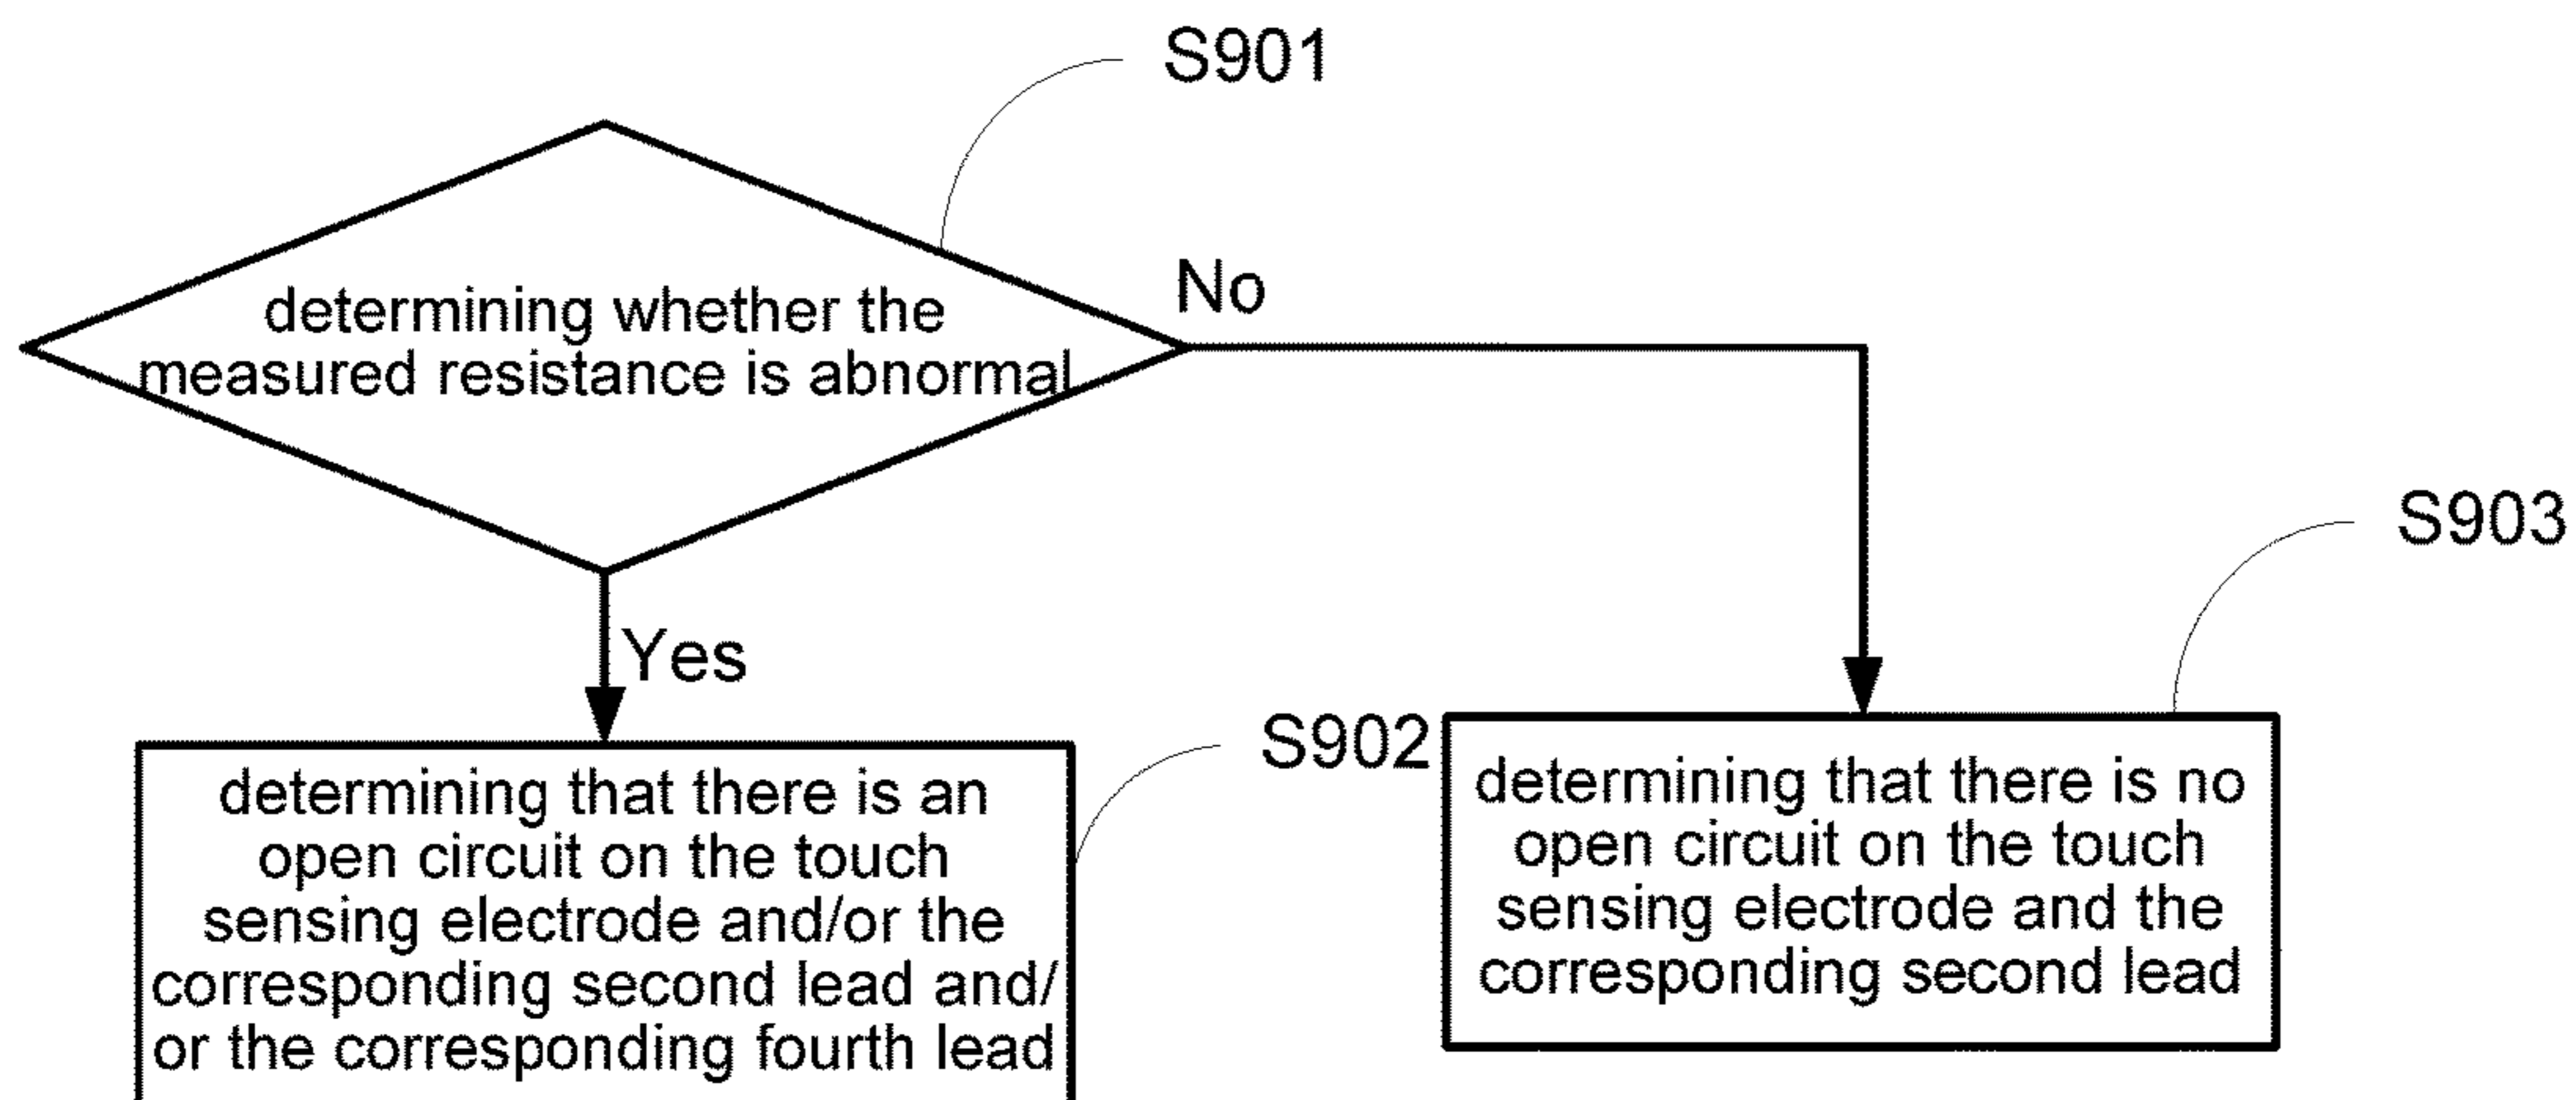 S901
determining whether the
measured resistance is abnormal
No
Yes
S902
determining that there is an
open circuit on the touch
sensing electrode and/or the
corresponding second lead and/
or the corresponding fourth lead
S903
determining that there is no
open circuit on the touch
sensing electrode and the
corresponding second lead